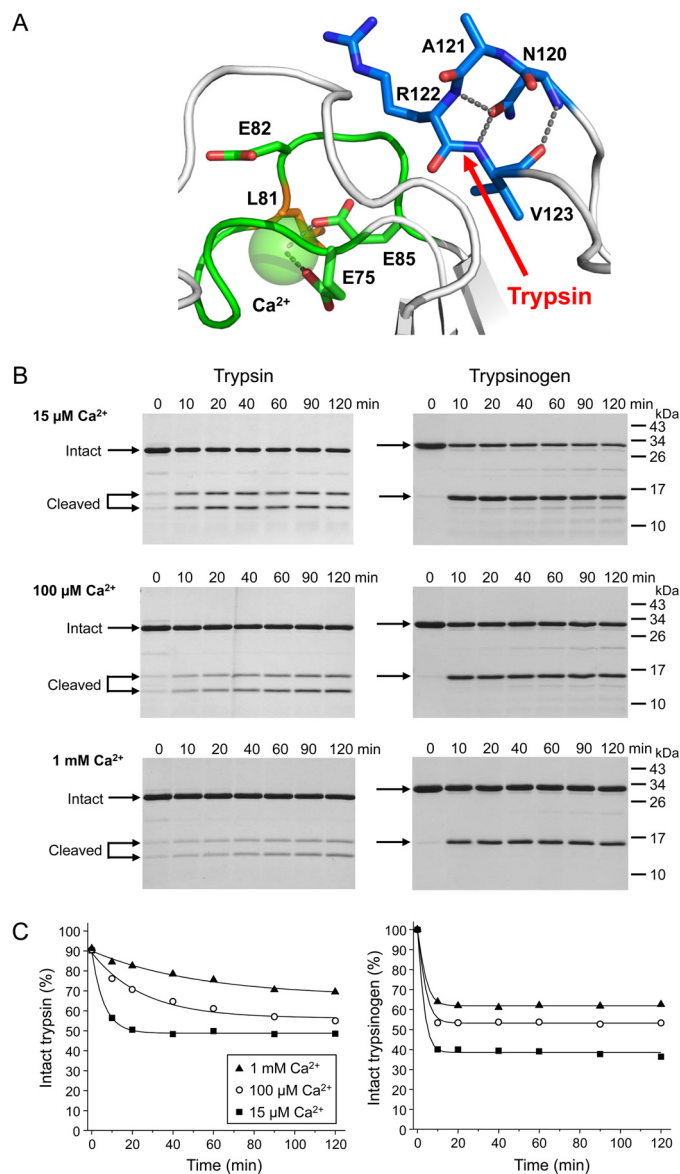 A
A121
N120
R122
E82
L81
V123
E85
E75
Ca²⁺
Trypsin
B
Trypsin
Trypsinogen
0 10 20 40 60 90 120 min
0 10 20 40 60 90 120 min
kDa
15 µM Ca²⁺
Intact
Cleaved
43
34
26
17
10
0 10 20 40 60 90 120
0 10 20 40 60 90 120 min
kDa
100 µM Ca²⁺
Intact
Cleaved
43
34
26
17
10
0 10 20 40 60 90 120
0 10 20 40 60 90 120 min
kDa
1 mM Ca²⁺
Intact
Cleaved
43
34
26
17
10
C
Intact trypsin (%)
100
90
80
70
60
50
40
30
20
10
0
1 mM Ca²⁺
100 µM Ca²⁺
15 µM Ca²⁺
0 20 40 60 80 100 120
Time (min)
Intact trypsinogen (%)
100
90
80
70
60
50
40
30
20
10
0
0 20 40 60 80 100 120
Time (min)